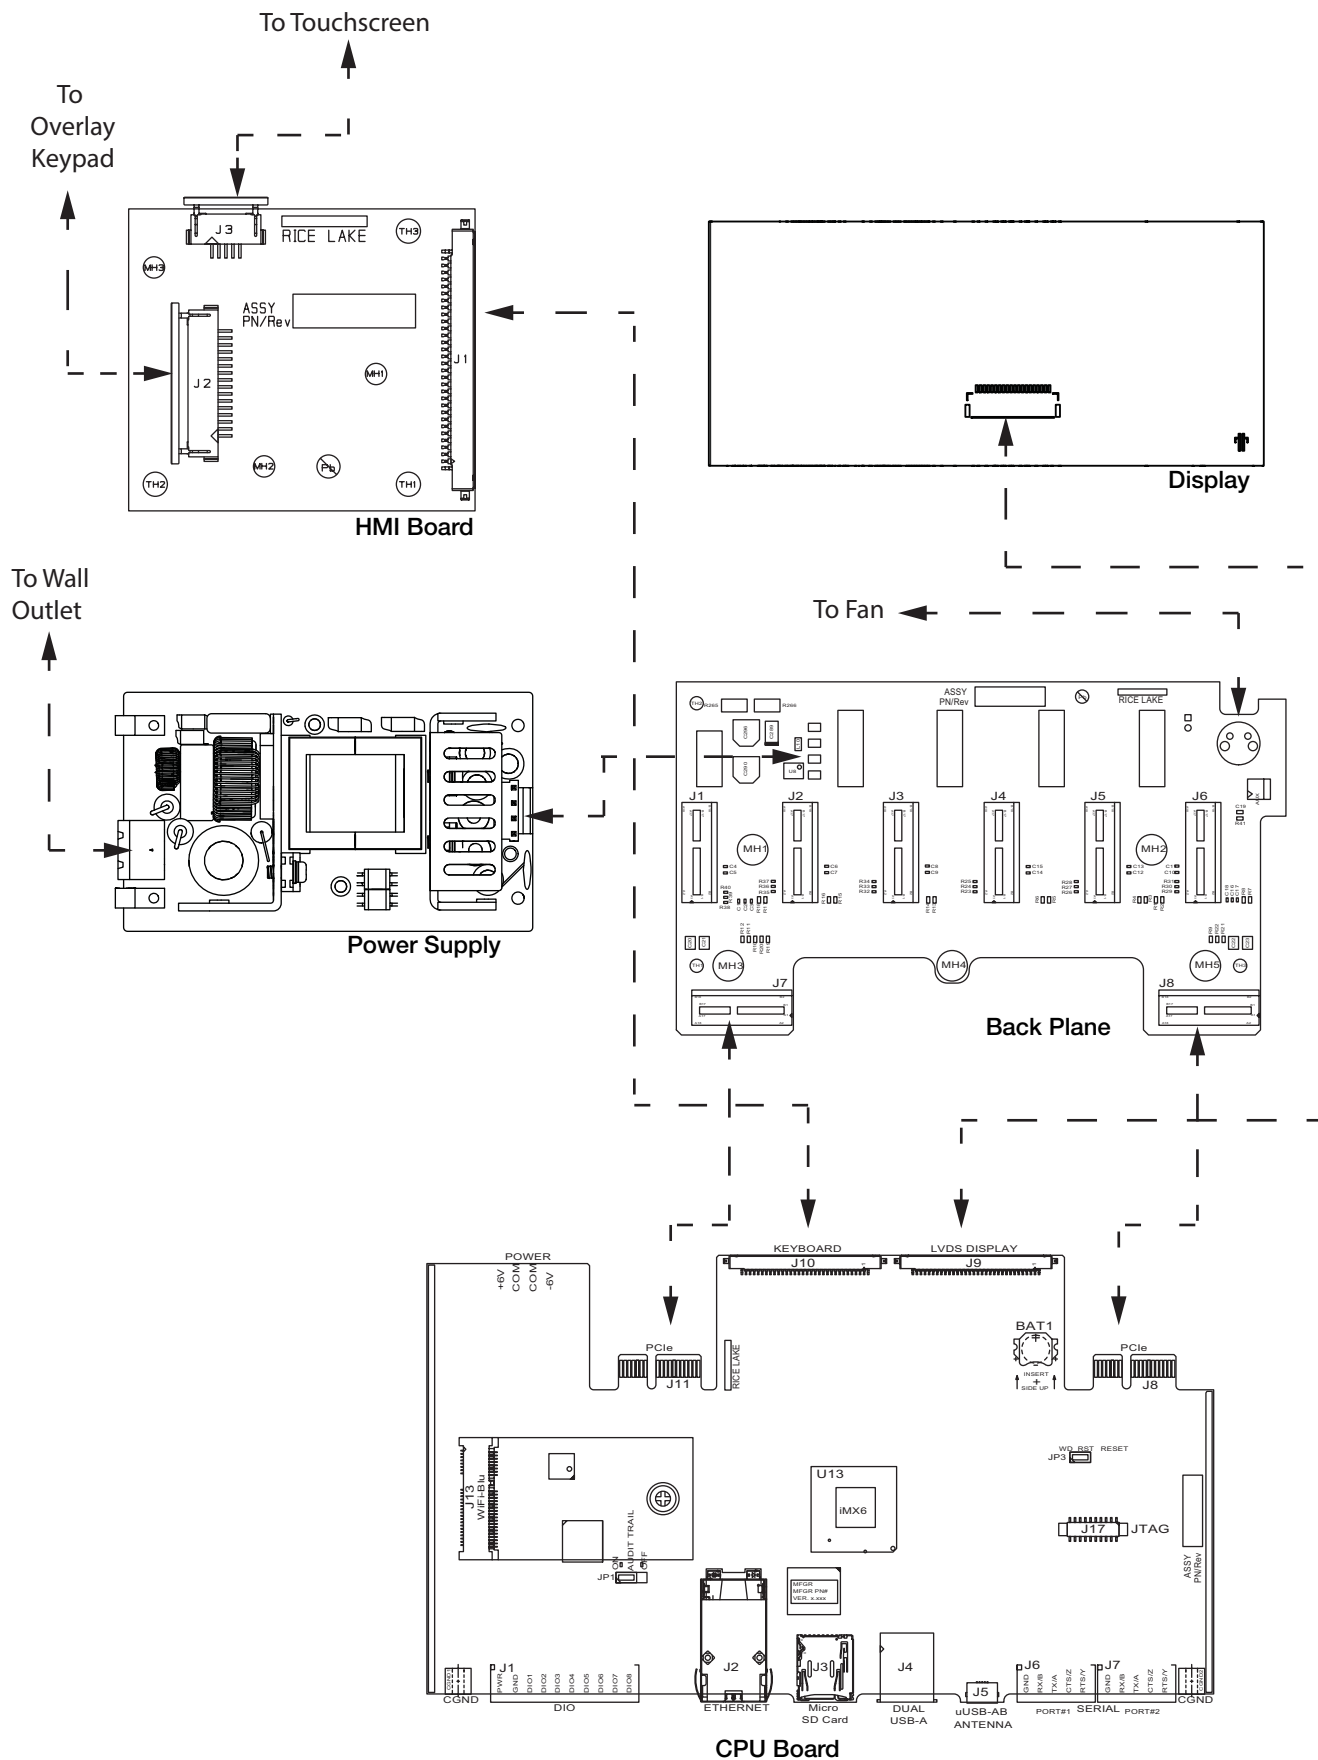 To Touchscreen
To
Overlay
Keypad
J3
RICE LAKE
TH3
MH3
ASSY
PN/Rev
J1
J2
MH1
MH2
Pb
TH2
TH1
HMI Board
Display
To Wall
Outlet
To Fan
Power Supply
ASSY
PN/Rev
RICE LAKE
R265
R266
J1
J2
J3
J4
J5
J6
MH1
MH2
MH3
MH4
MH5
J7
J8
Back Plane
KEYBOARD
J10
LVDS DISPLAY
J9
POWER
+6V
COM
COM
-6V
BAT1
INSERT
+
SIDE UP
PCIe
J11
RICE LAKE
PCIe
J8
WD RST RESET
JP3
J13
WiFi-Blu
U13
iMX6
J17
JTAG
ASSY
PN/Rev
ON
AUDIT TRAIL
OFF
JP1
MFGR
MFGR PN#
VER. x.xxx
J1
PWR
GND
DIO1
DIO2
DIO3
DIO4
DIO5
DIO6
DIO7
DIO8
CGND
DIO
J2
ETHERNET
J3
Micro
SD Card
J4
DUAL
USB-A
J5
uUSB-AB
ANTENNA
J6
GND
RX/B
TX/A
CTS/Z
RTS/Y
J7
GND
RX/B
TX/A
CTS/Z
RTS/Y
PORT#1
SERIAL
PORT#2
CGND
CPU Board